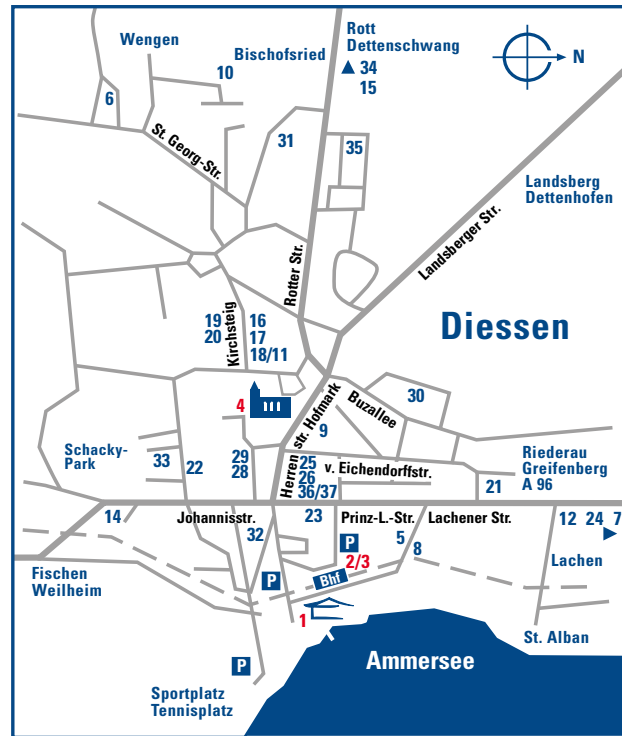 Wengen
10
Bischofsried
Rott
Dettenschwang
34
15
N
6
St. Georg-Str.
31
35
Landsberg
Dettenhofen
Landsberger Str.
Rotter Str.
Diessen
19
20
Kirchsteig
16
17
18/11
4
Herren str. Hofmark
9
Buzallee
30
Schacky-
Park
33
22
29
28
25
26
36/37
v. Eichendorffstr.
21
Riederau
Greifenberg
A 96
14
Johannisstr.
32
23
Prinz-L.-Str.
Lachener Str.
12 24 7
P
5
8
2/3
Lachen
Fischen
Weilheim
P
Bhf
1
St. Alban
P
Ammersee
Sportplatz
Tennisplatz